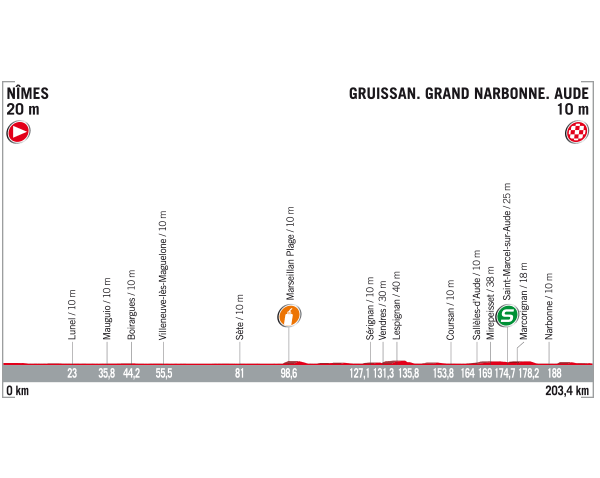 NÎMES
20 m
GRUISSAN. GRAND NARBONNE. AUDE
10 m
Lunel / 10 m
Mauguio / 10 m
Boirargues / 10 m
Villeneuve-lès-Maguelone / 10 m
Sète / 10 m
Marseillan Plage / 10 m
Sérignan / 10 m
Vendres / 30 m
Lespignan / 40 m
Coursan / 10 m
Sallèles-d'Aude / 10 m
Mirepeisset / 38 m
Saint-Marcel-sur-Aude / 25 m
Marcorignan / 18 m
Narbonne / 10 m
S
23 35,8 44,2 55,5 81 98,6 127,1 131,3 135,8 153,8 164 169 174,7 178,2 188
0 km 203,4 km